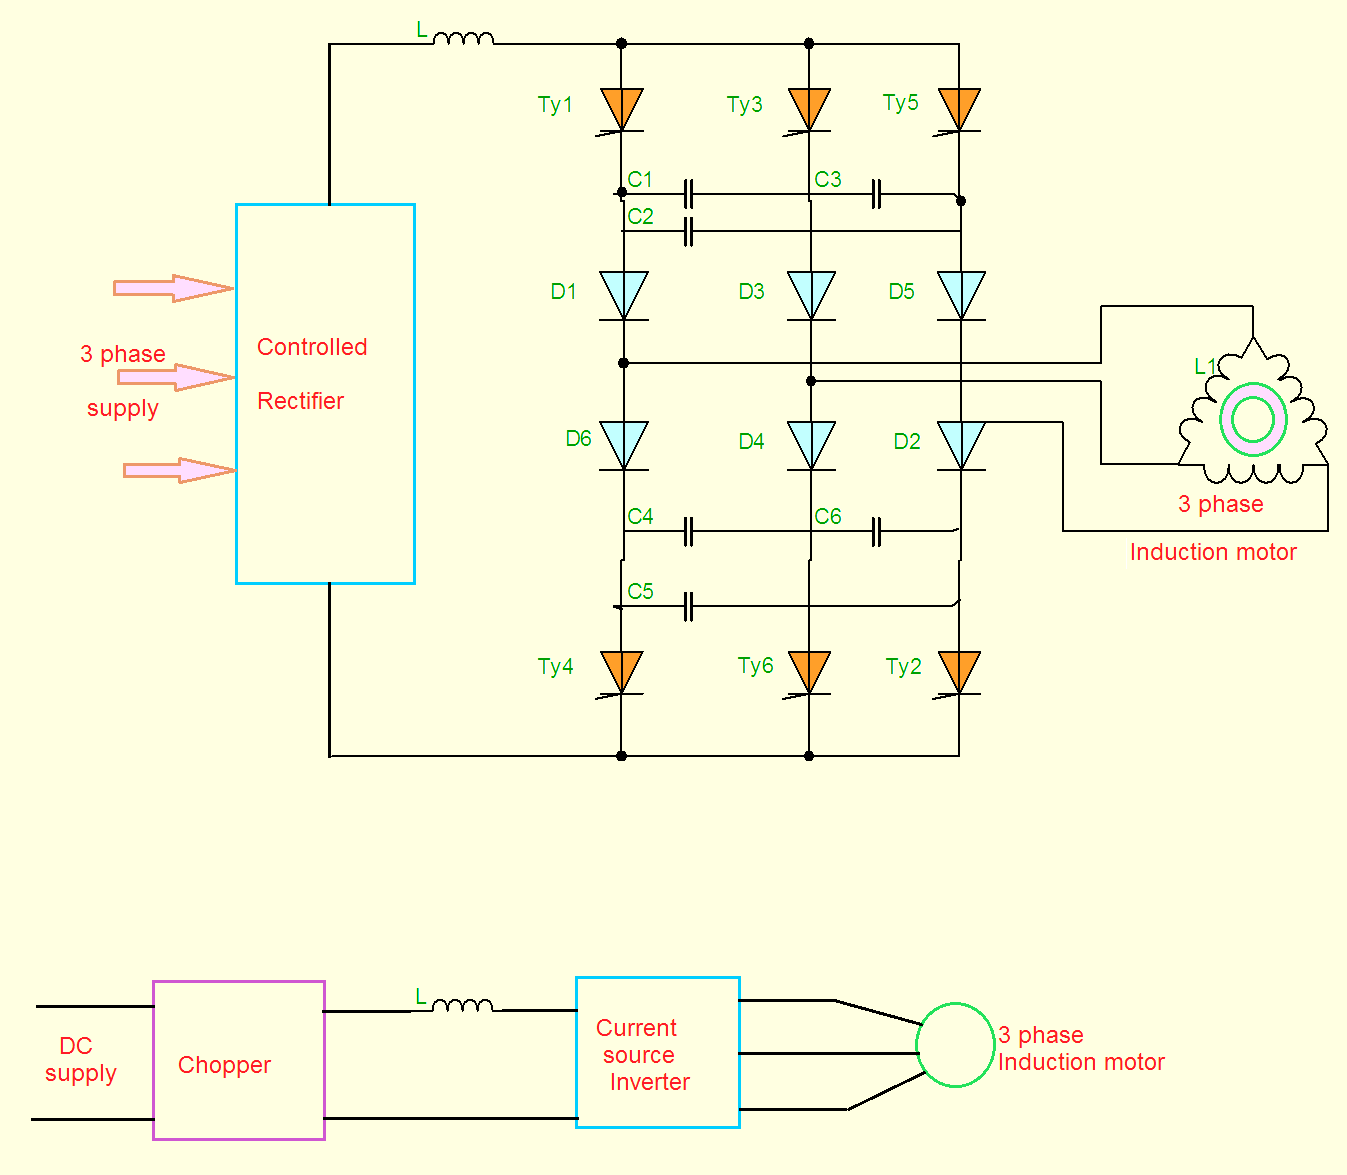 L
Ty1
Ty3
Ty5
C1
C3
C2
D1
D3
D5
3 phase
supply
Controlled
Rectifier
L1
D6
D4
D2
3 phase
Induction motor
C4
C6
C5
Ty4
Ty6
Ty2
L
DC
supply
Chopper
Current
source
Inverter
3 phase
Induction motor